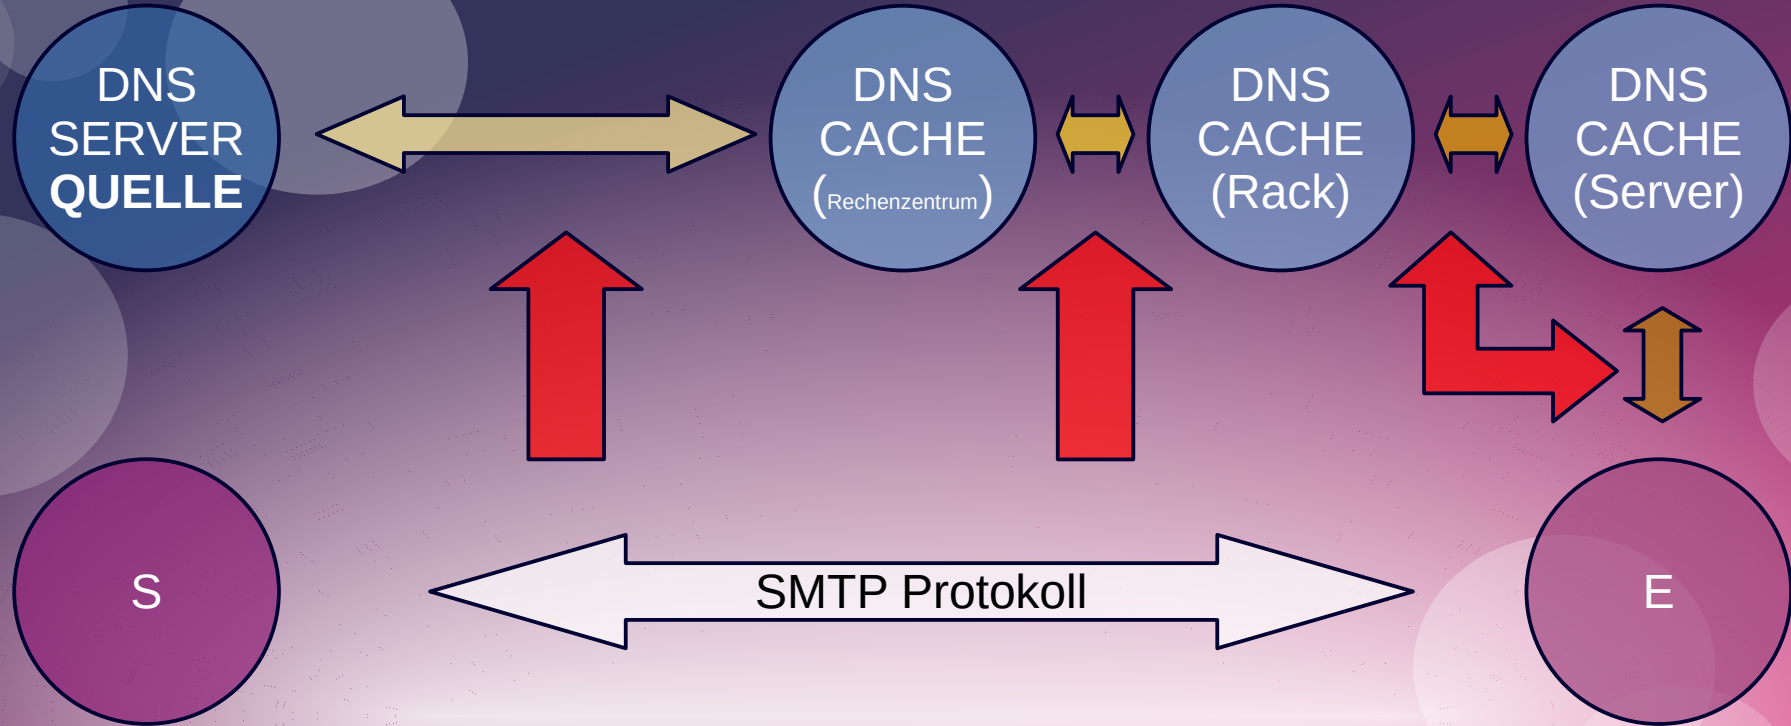 DNS
SERVER
QUELLE
DNS
CACHE
(Rechenzentrum)
DNS
CACHE
(Rack)
DNS
CACHE
(Server)
S
SMTP Protokoll
E